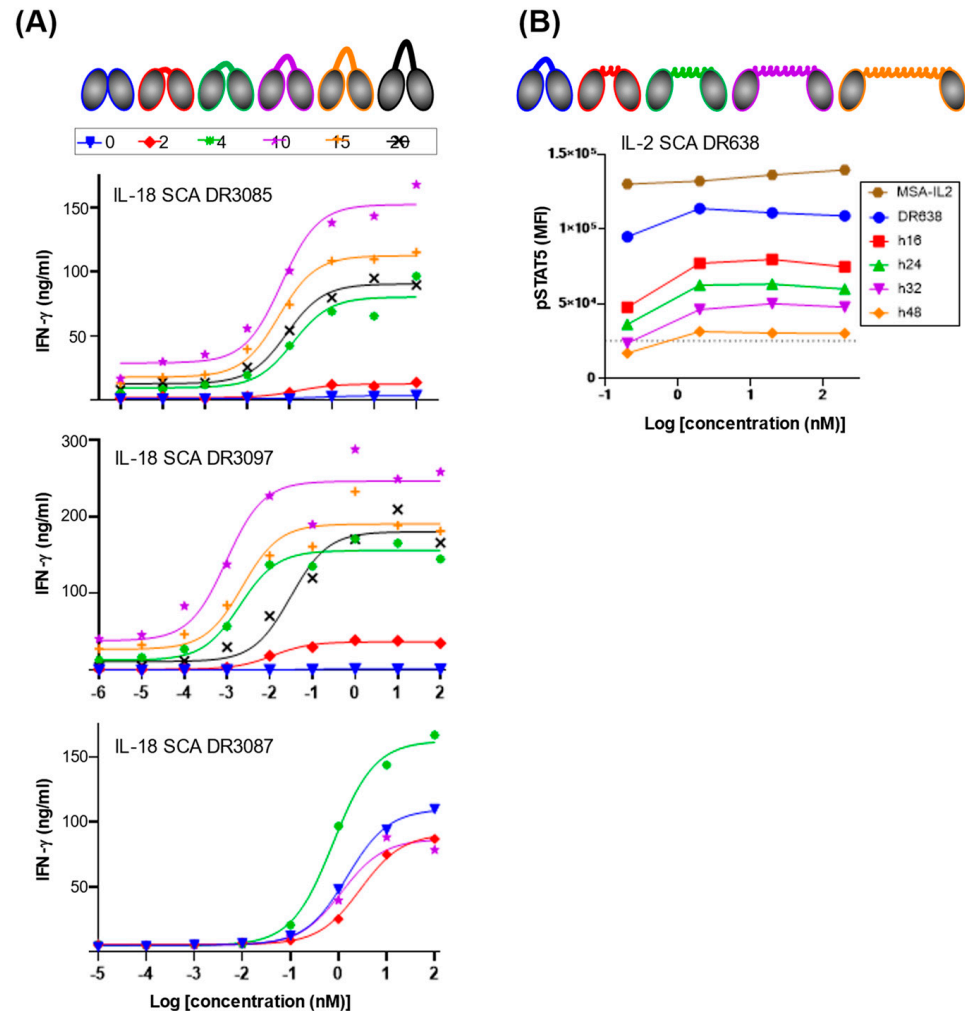 (A)
0 2 4 10 15 20
IL-18 SCA DR3085
IFN-γ (ng/ml)
150
100
50
IL-18 SCA DR3097
IFN-γ (ng/ml)
300
200
100
-6 -5 -4 -3 -2 -1 0 1 2
IL-18 SCA DR3087
IFN-γ (ng/ml)
150
100
50
-5 -4 -3 -2 -1 0 1 2
Log [concentration (nM)]
(B)
IL-2 SCA DR638
pSTAT5 (MFI)
1.5×10⁵
1×10⁵
5×10⁴
0
-1 0 1 2
Log [concentration (nM)]
MSA-IL2
DR638
h16
h24
h32
h48